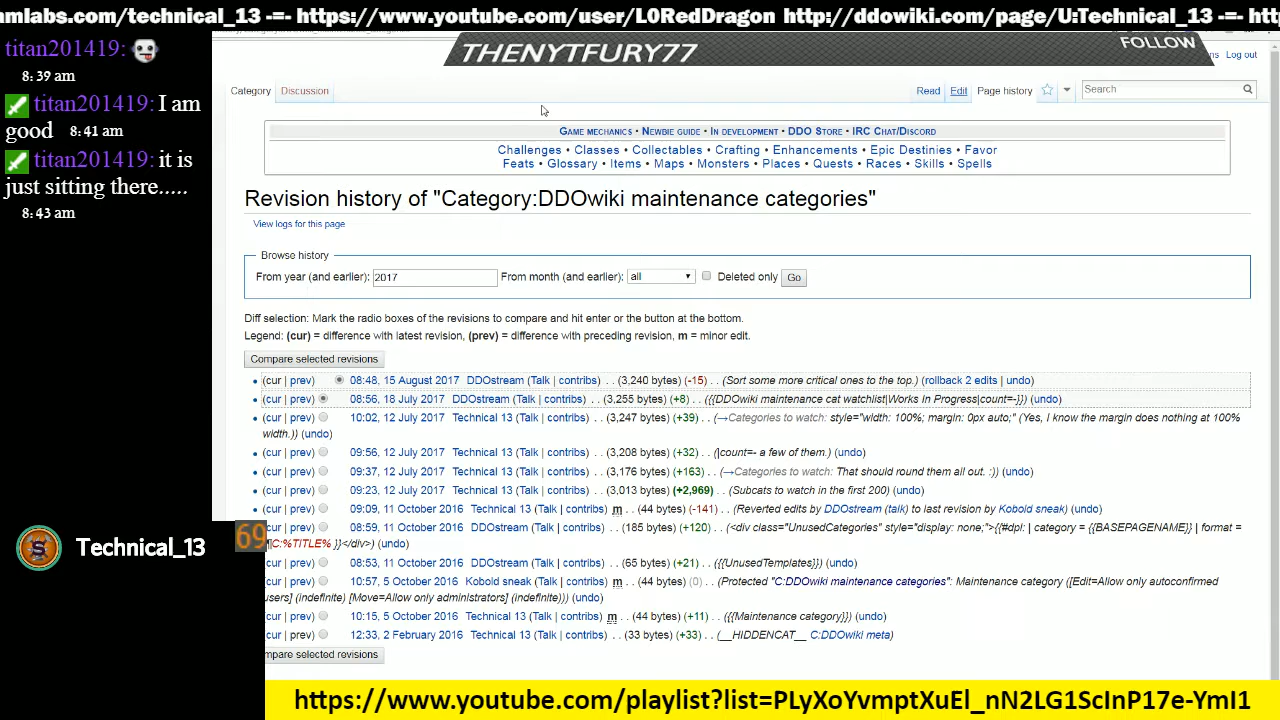 mlabs.com/technical_13 -=- https://www.youtube.com/user/L0RedDragon http://ddowiki.com/page/U:Technical_13 -=-
titan201419:
8:39 am
titan201419: I am
good 8:41 am
titan201419: it is
just sitting there.....
8:43 am
THENYTFURY77
FOLLOW
Log out
Category Discussion Read Edit Page history Search
GAME MECHANICS • NEWBIE GUIDE • IN DEVELOPMENT • DDO STORE • IRC CHAT/DISCORD
Challenges • Classes • Collectables • Crafting • Enhancements • Epic Destinies • Favor
Feats • Glossary • Items • Maps • Monsters • Places • Quests • Races • Skills • Spells
Revision history of "Category:DDOwiki maintenance categories"
View logs for this page
Browse history
From year (and earlier): 2017 From month (and earlier): all Deleted only Go
Diff selection: Mark the radio boxes of the revisions to compare and hit enter or the button at the bottom.
Legend: (cur) = difference with latest revision, (prev) = difference with preceding revision, m = minor edit.
Compare selected revisions
(cur | prev) 08:48, 15 August 2017 DDOstream (Talk | contribs) . . (3,240 bytes) (-15) . . (Sort some more critical ones to the top.) (rollback 2 edits | undo)
(cur | prev) 08:56, 18 July 2017 DDOstream (Talk | contribs) . . (3,255 bytes) (+8) . . ({{DDOwiki maintenance cat watchlist|Works In Progress|count=-}}) (undo)
(cur | prev) 10:02, 12 July 2017 Technical 13 (Talk | contribs) . . (3,247 bytes) (+39) . . (→Categories to watch: style="width: 100%; margin: 0px auto;" (Yes, I know the margin does nothing at 100%
width.)) (undo)
(cur | prev) 09:56, 12 July 2017 Technical 13 (Talk | contribs) . . (3,208 bytes) (+32) . . (|count=- a few of them.) (undo)
(cur | prev) 09:37, 12 July 2017 Technical 13 (Talk | contribs) . . (3,176 bytes) (+163) . . (→Categories to watch: That should round them all out. :)) (undo)
(cur | prev) 09:23, 12 July 2017 Technical 13 (Talk | contribs) . . (3,013 bytes) (+2,969) . . (Subcats to watch in the first 200) (undo)
(cur | prev) 09:09, 11 October 2016 Technical 13 (Talk | contribs) . . m (44 bytes) (-141) . . (Reverted edits by DDOstream (talk) to last revision by Kobold sneak) (undo)
(cur | prev) 08:59, 11 October 2016 DDOstream (Talk | contribs) . . (185 bytes) (+120) . . (<div class="UnusedCategories" style="display: none;">{{#dpl: | category = {{BASEPAGENAME}} | format =
¶C:%TITLE% }}</div>) (undo)
(cur | prev) 08:53, 11 October 2016 DDOstream (Talk | contribs) . . (65 bytes) (+21) . . ({{UnusedTemplates}}) (undo)
(cur | prev) 10:57, 5 October 2016 Kobold sneak (Talk | contribs) . . m (44 bytes) (0) . . (Protected "C:DDOwiki maintenance categories": Maintenance category ([Edit=Allow only autoconfirmed
users] (indefinite) [Move=Allow only administrators] (indefinite))) (undo)
(cur | prev) 10:15, 5 October 2016 Technical 13 (Talk | contribs) . . m (44 bytes) (+11) . . ({{Maintenance category}}) (undo)
(cur | prev) 12:33, 2 February 2016 Technical 13 (Talk | contribs) . . (33 bytes) (+33) . . (__HIDDENCAT__ C:DDOwiki meta)
ompare selected revisions
Technical_13
69
https://www.youtube.com/playlist?list=PLyXoYvmptXuEl_nN2LG1ScInP17e-YmI1